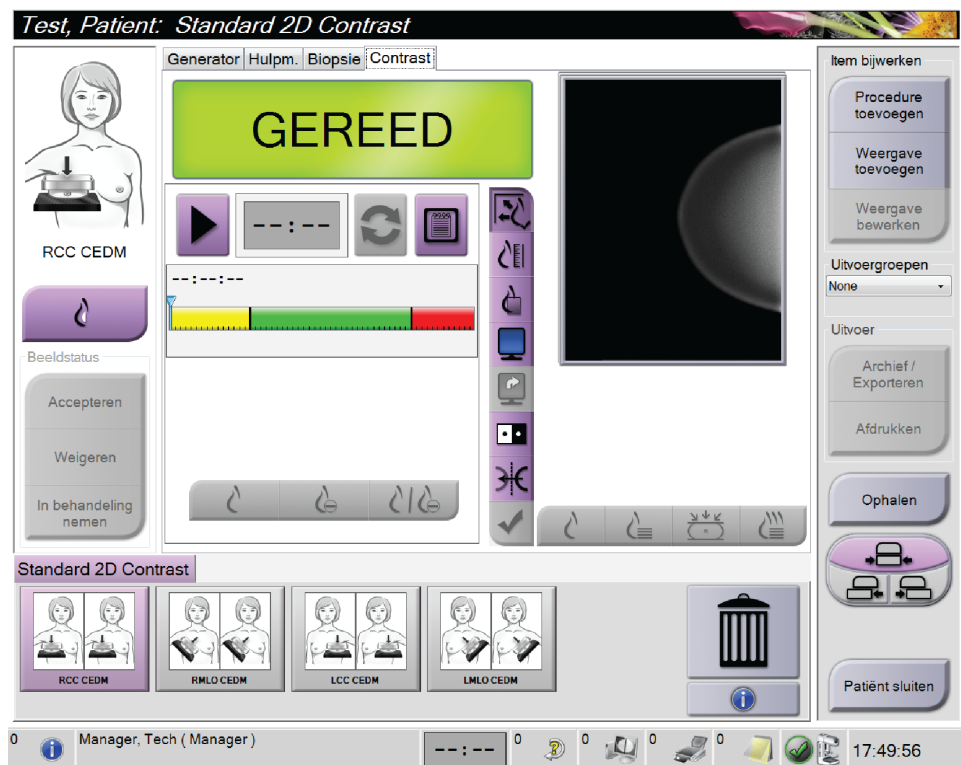 Test, Patient: Standard 2D Contrast
Generator Hulpm. Biopsie Contrast
GEREED
--:--
--:--:--
RCC CEDM
Beeldstatus
Accepteren
Weigeren
In behandeling
nemen
Item bijwerken
Procedure
toevoegen
Weergave
toevoegen
Weergave
bewerken
Uitvoergroepen
None
Uitvoer
Archief /
Exporteren
Afdrukken
Ophalen
Patiënt sluiten
Standard 2D Contrast
RCC CEDM
RMLO CEDM
LCC CEDM
LMLO CEDM
0 Manager, Tech ( Manager ) --:-- 0 0 0 0 17:49:56